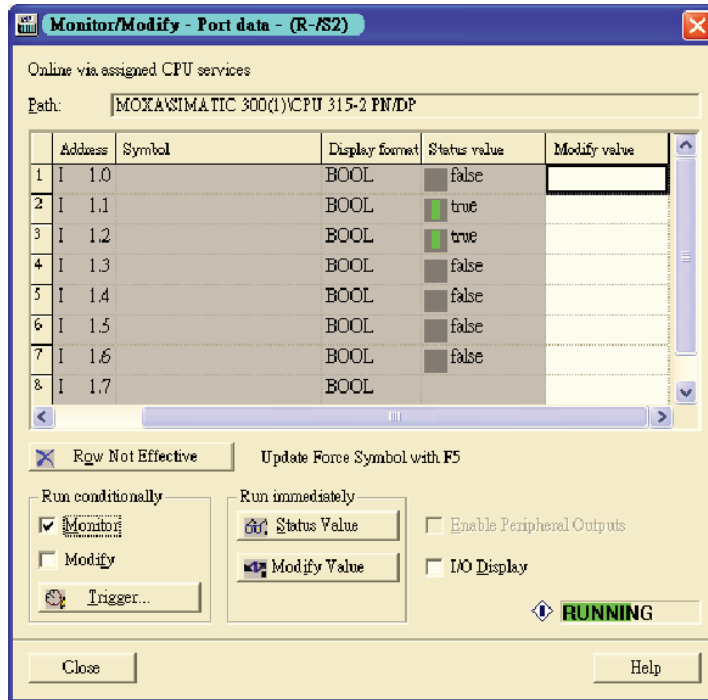 Monitor/Modify - Port data - (R-/S2)
Online via assigned CPU services
Path: MOXA\SIMATIC 300(1)\CPU 315-2 PN/DP
Address Symbol Display format Status value Modify value
1 I 1.0 BOOL false
2 I 1.1 BOOL true
3 I 1.2 BOOL true
4 I 1.3 BOOL false
5 I 1.4 BOOL false
6 I 1.5 BOOL false
7 I 1.6 BOOL false
8 I 1.7 BOOL
Row Not Effective Update Force Symbol with F5
Run conditionally Run immediately
Monitor Status Value Enable Peripheral Outputs
Modify Modify Value I/O Display
Trigger...
RUNNING
Close Help